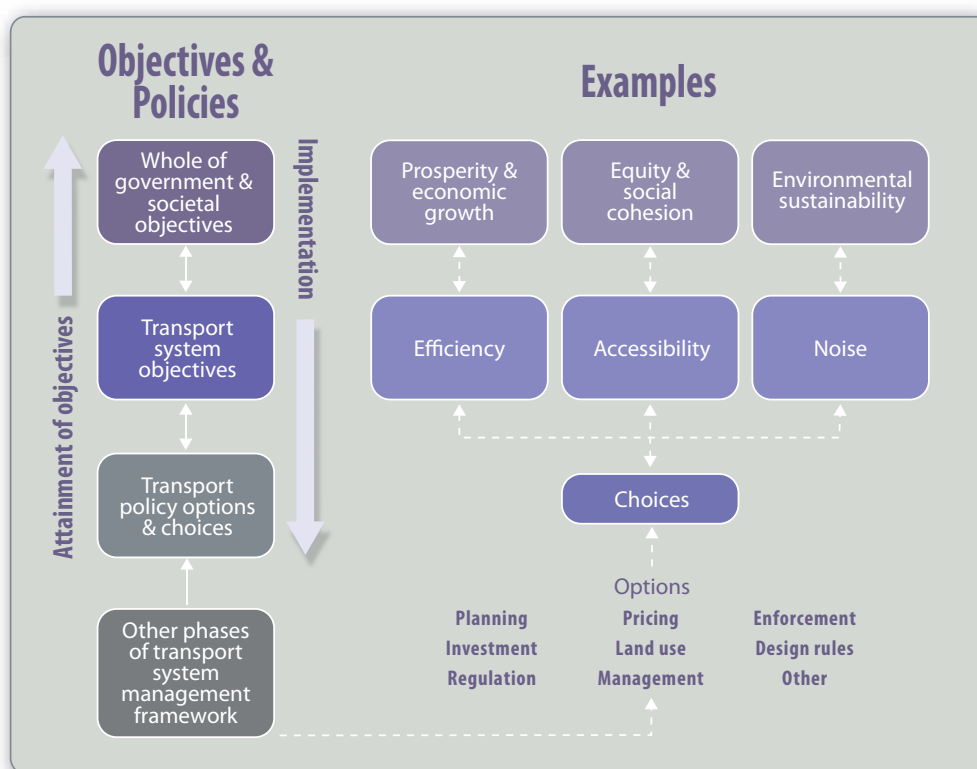 Objectives &
Policies
Examples
Attainment of objectives
Implementation
Whole of
government &
societal
objectives
Prosperity &
economic
growth
Equity &
social
cohesion
Environmental
sustainability
Transport
system
objectives
Efficiency
Accessibility
Noise
Transport
policy options
& choices
Choices
Other phases
of transport
system
management
framework
Options
Planning
Investment
Regulation
Pricing
Land use
Management
Enforcement
Design rules
Other